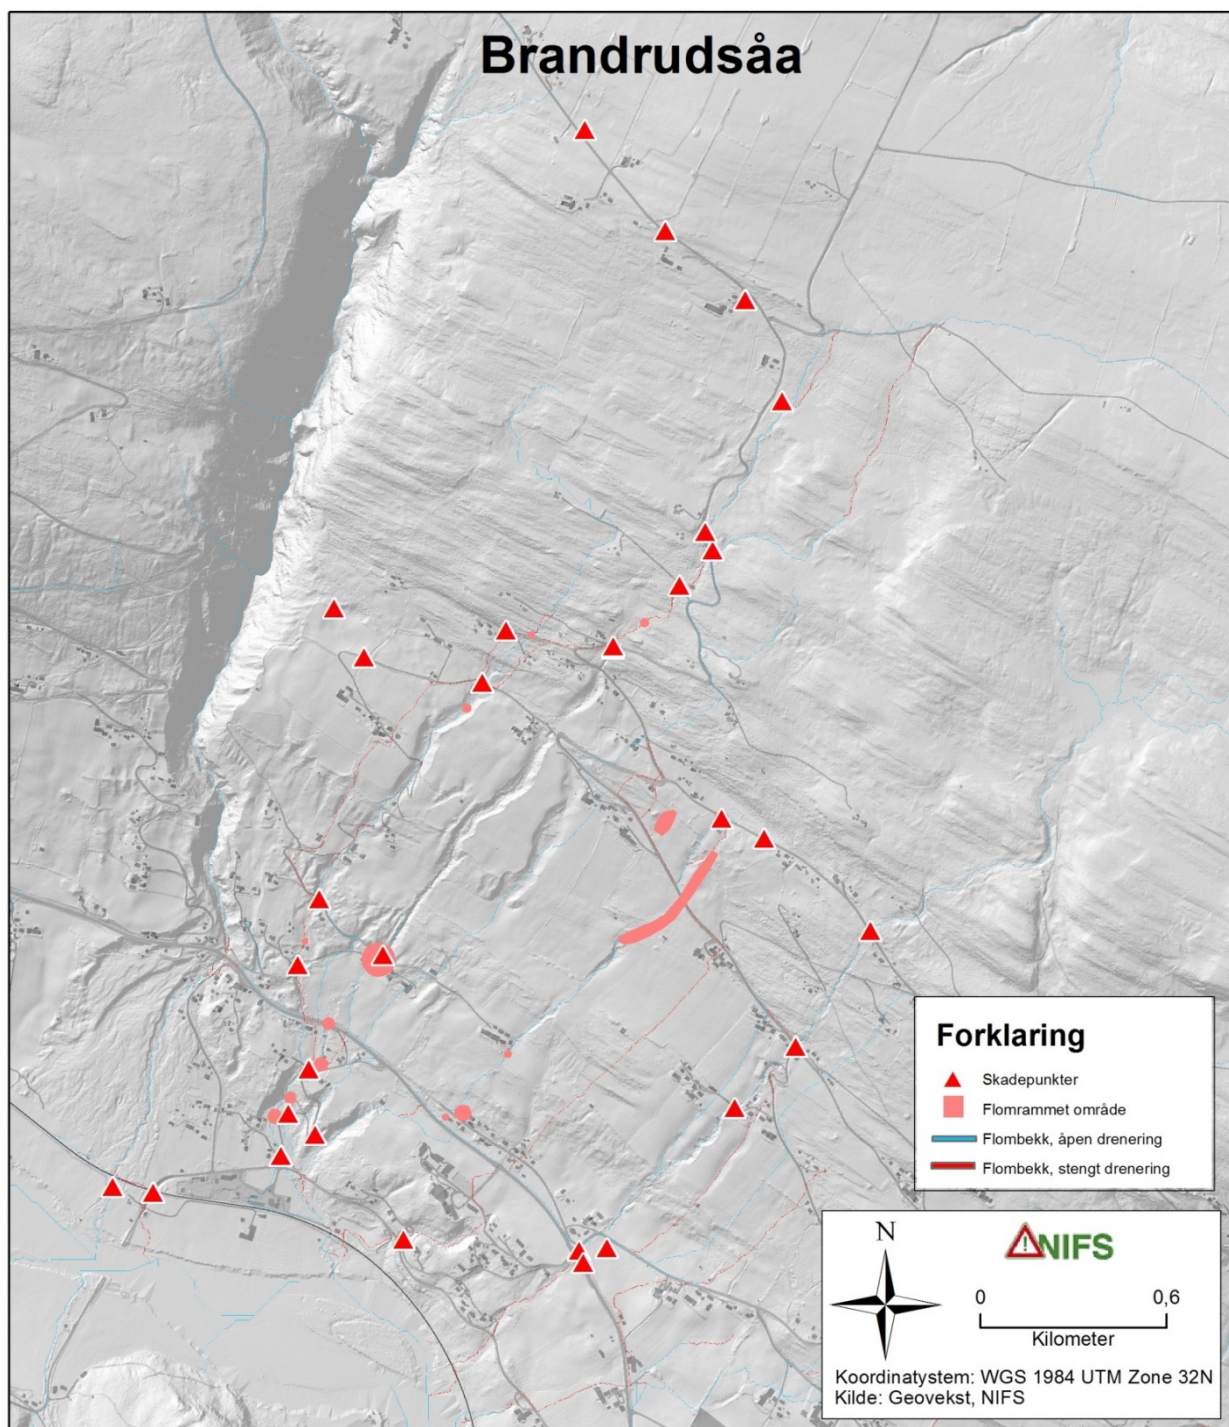 Brandrudsåa
Forklaring
Skadepunkter
Flomrammet område
Flombekk, åpen drenering
Flombekk, stengt drenering
N
NIFS
0 0,6
Kilometer
Koordinatystem: WGS 1984 UTM Zone 32N
Kilde: Geovekst, NIFS